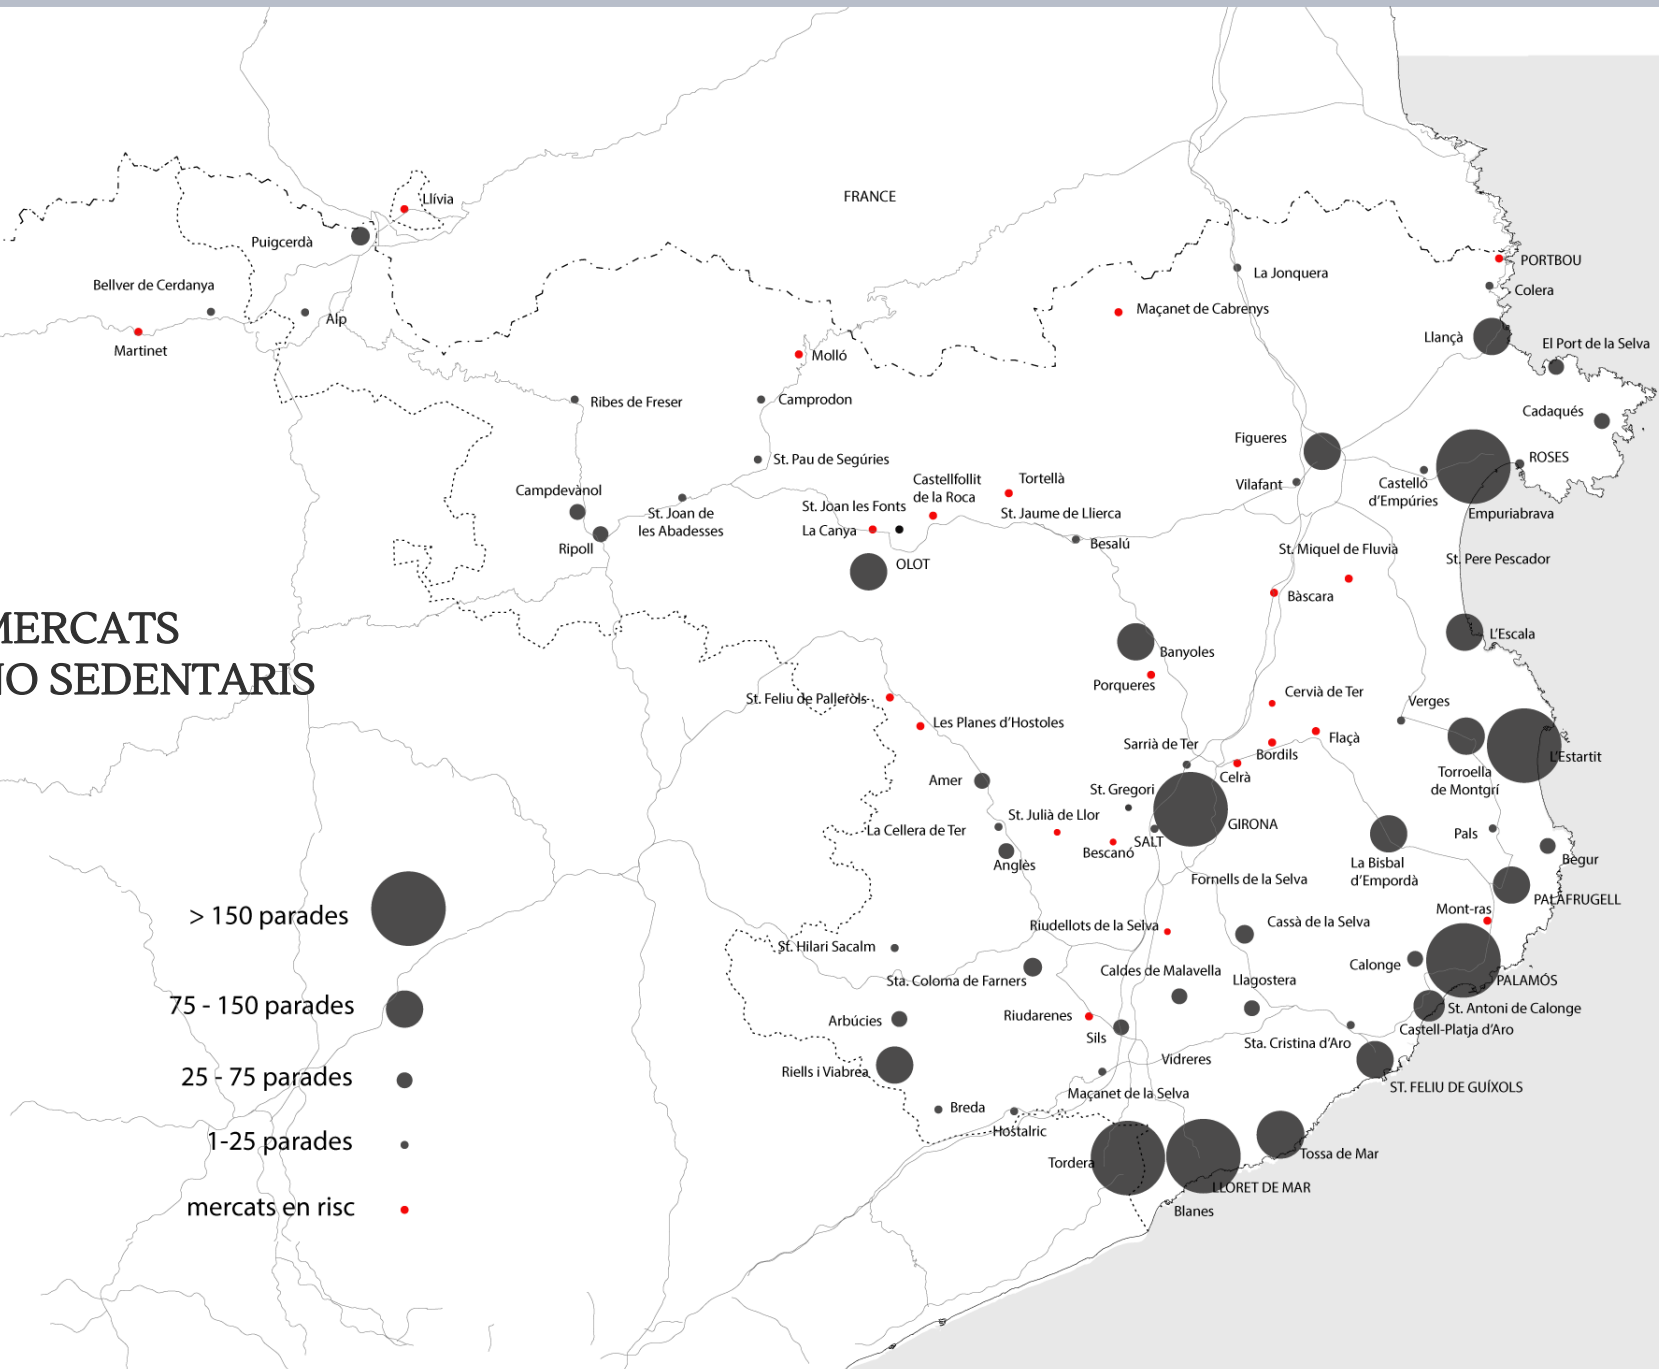 FRANCE
Llívia
Puigcerdà
PORTBOU
La Jonquera
Bellver de Cerdanya
Colera
Maçanet de Cabrenys
Alp
Llançà
El Port de la Selva
Martinet
Molló
Ribes de Freser
Camprodon
Cadaqués
Figueres
ROSES
St. Pau de Segúries
Castellfollit
de la Roca
Tortellà
Vilafant
Castelló
d'Empúries
Campdevànol
St. Joan les Fonts
St. Jaume de Llierca
Empuriabrava
St. Joan de
les Abadesses
La Canya
Ripoll
Besalú
St. Miquel de Fluvià
St. Pere Pescador
OLOT
Bàscara
MERCATS
NO SEDENTARIS
L'Escala
Banyoles
Porqueres
St. Feliu de Pallerols
Cervià de Ter
Verges
Les Planes d'Hostoles
Flaçà
Sarrià de Ter
Bordils
L'Estartit
Celrà
Torroella
de Montgrí
Amer
St. Gregori
St. Julià de Llor
GIRONA
La Cellera de Ter
Pals
SALT
Bescanó
Begur
Anglès
La Bisbal
d'Empordà
Fornells de la Selva
PALAFRUGELL
> 150 parades
Mont-ras
Riudellots de la Selva
Cassà de la Selva
St. Hilari Sacalm
Calonge
Caldes de Malavella
Sta. Coloma de Farners
Llagostera
PALAMÓS
75 - 150 parades
St. Antoni de Calonge
Riudarenes
Arbúcies
Castell-Platja d'Aro
Sils
Sta. Cristina d'Aro
Vidreres
Riells i Viabrea
25 - 75 parades
ST. FELIU DE GUÍXOLS
Maçanet de la Selva
Breda
Hostalric
1-25 parades
Tossa de Mar
Tordera
LLORET DE MAR
mercats en risc
Blanes